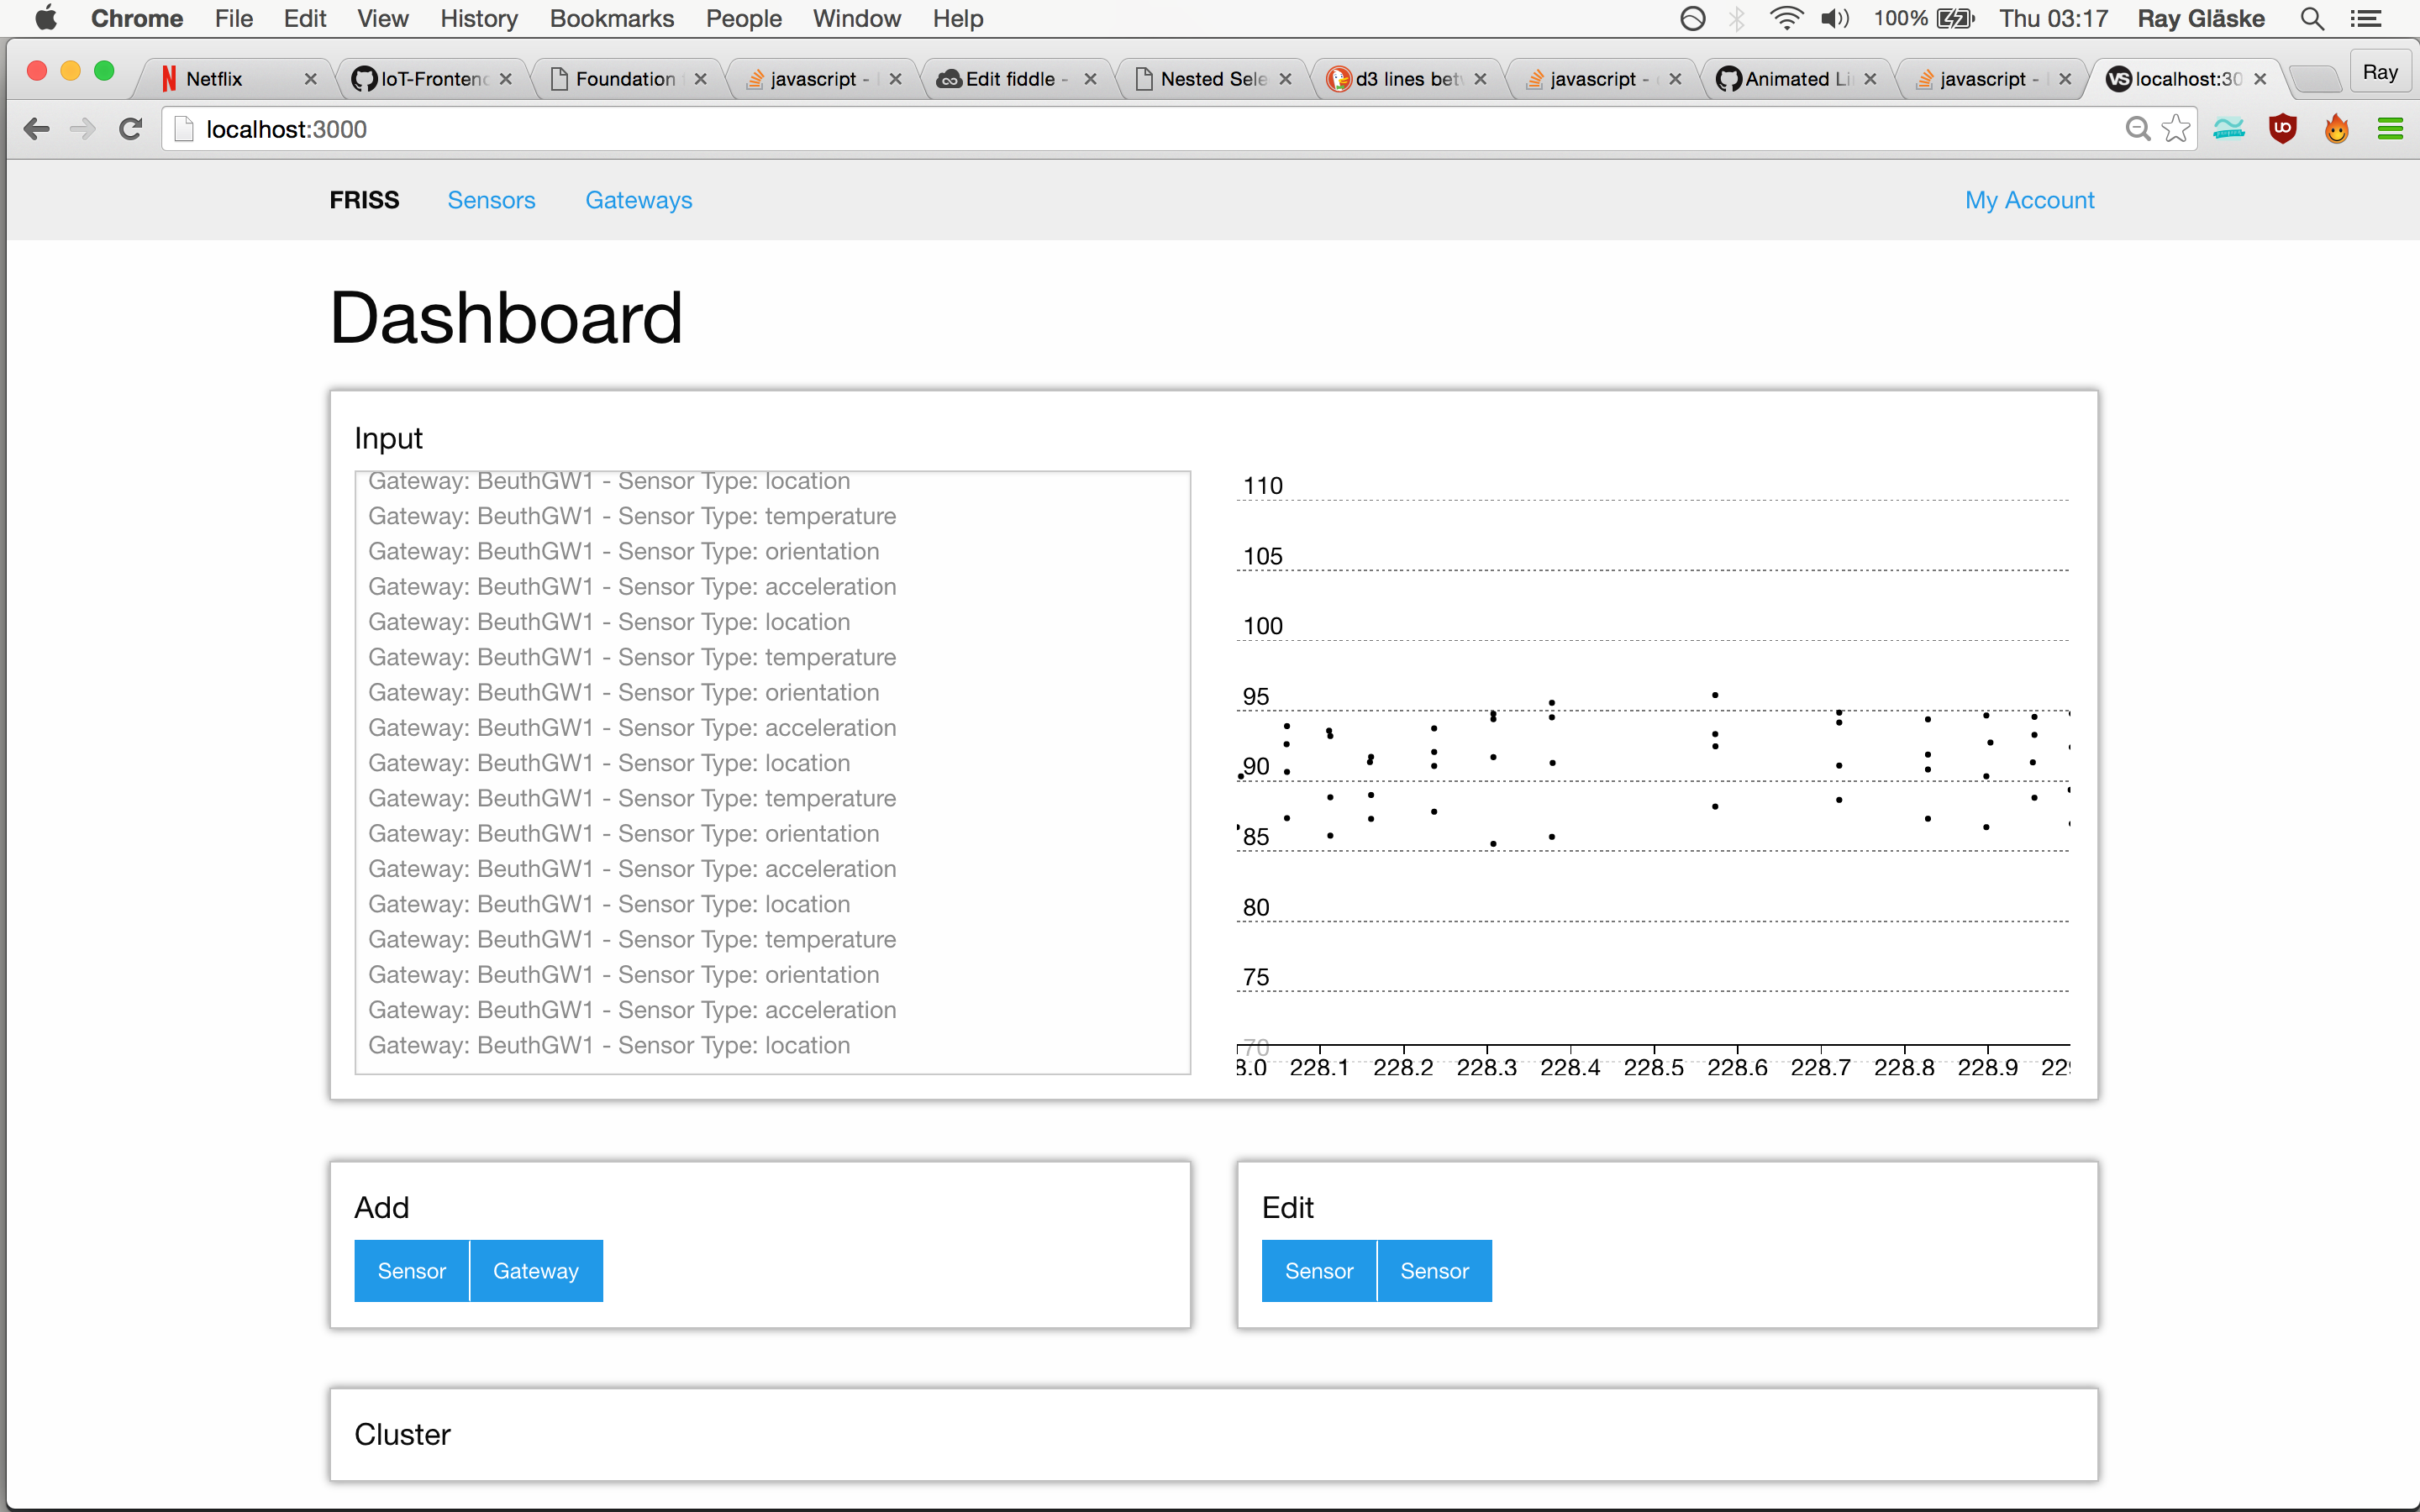 Chrome File Edit View History Bookmarks People Window Help 100% Thu 03:17 Ray Gläske
Netflix IoT-Frontend Foundation javascript - Edit fiddle - Nested Sele d3 lines betw javascript - Animated Li javascript - localhost:30 Ray
localhost:3000
FRISS Sensors Gateways My Account
Dashboard
Input
Gateway: BeuthGW1 - Sensor Type: location
Gateway: BeuthGW1 - Sensor Type: temperature
Gateway: BeuthGW1 - Sensor Type: orientation
Gateway: BeuthGW1 - Sensor Type: acceleration
Gateway: BeuthGW1 - Sensor Type: location
Gateway: BeuthGW1 - Sensor Type: temperature
Gateway: BeuthGW1 - Sensor Type: orientation
Gateway: BeuthGW1 - Sensor Type: acceleration
Gateway: BeuthGW1 - Sensor Type: location
Gateway: BeuthGW1 - Sensor Type: temperature
Gateway: BeuthGW1 - Sensor Type: orientation
Gateway: BeuthGW1 - Sensor Type: acceleration
Gateway: BeuthGW1 - Sensor Type: location
Gateway: BeuthGW1 - Sensor Type: temperature
Gateway: BeuthGW1 - Sensor Type: orientation
Gateway: BeuthGW1 - Sensor Type: acceleration
Gateway: BeuthGW1 - Sensor Type: location
110
105
100
95
90
85
80
75
70
8.0 228.1 228.2 228.3 228.4 228.5 228.6 228.7 228.8 228.9 229
Add
Sensor Gateway
Edit
Sensor Sensor
Cluster